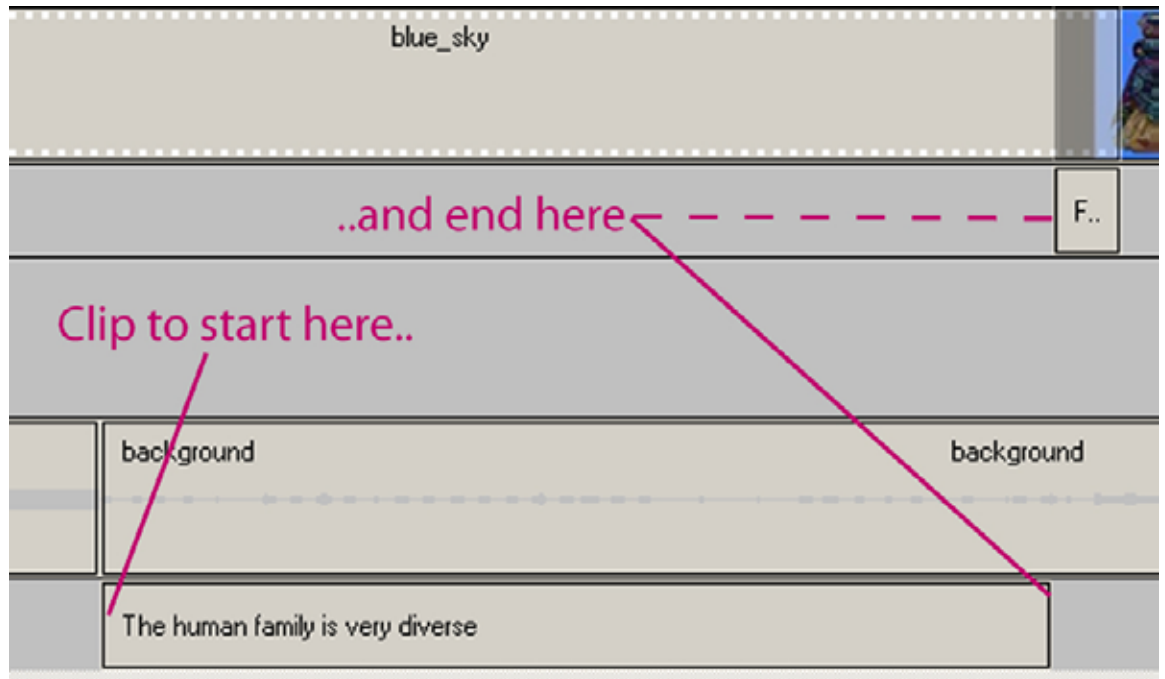 blue_sky
..and end here
F..
Clip to start here..
background
background
The human family is very diverse